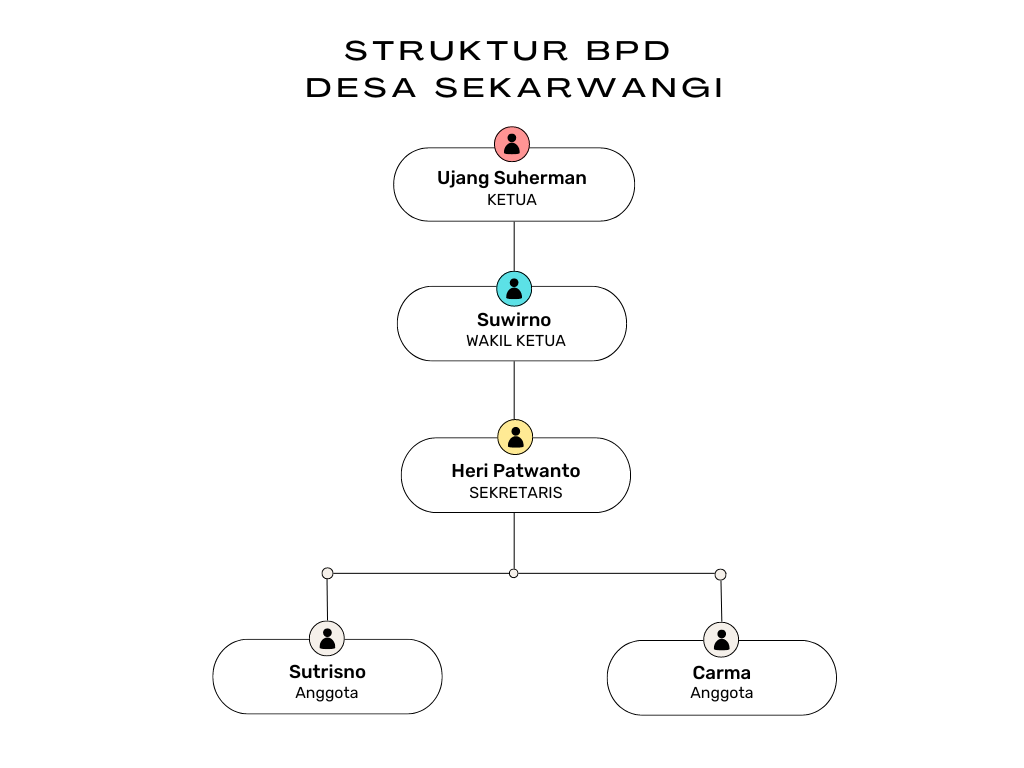 STRUKTUR BPD
DESA SEKARWANGI
Ujang Suherman
KETUA
Suwirno
WAKIL KETUA
Heri Patwanto
SEKRETARIS
Sutrisno
Anggota
Carma
Anggota